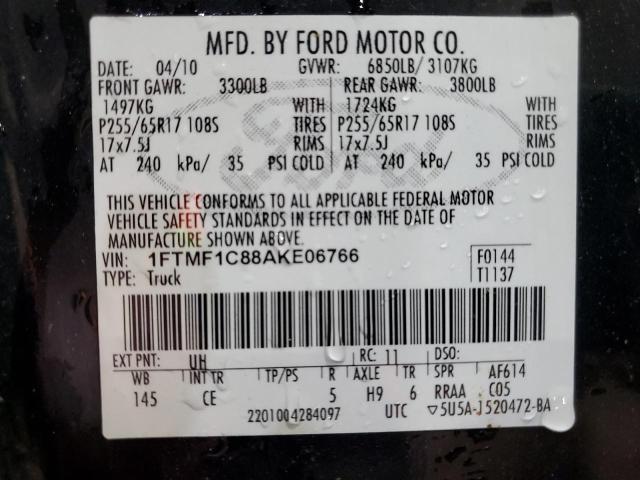 MFD. BY FORD MOTOR CO.
DATE: 04/10 GVWR: 6850LB/ 3107KG
FRONT GAWR: 3300LB REAR GAWR: 3800LB
1497KG WITH 1724KG WITH
P255/65R17 108S TIRES P255/65R17 108S TIRES
17x7.5J RIMS 17x7.5J RIMS
AT 240 kPa/ 35 PSI COLD AT 240 kPa/ 35 PSI COLD
THIS VEHICLE CONFORMS TO ALL APPLICABLE FEDERAL MOTOR
VEHICLE SAFETY STANDARDS IN EFFECT ON THE DATE OF
MANUFACTURE SHOWN ABOVE.
VIN: 1FTMF1C88AKE06766 F0144
TYPE: Truck T1137
EXT PNT: UH RC: 11 DSO:
WB INT TR TP/PS R AXLE TR SPR AF614
145 CE 5 H9 6 RRAA C05
2201004284097 UTC ▽5U5A-1520472-BA